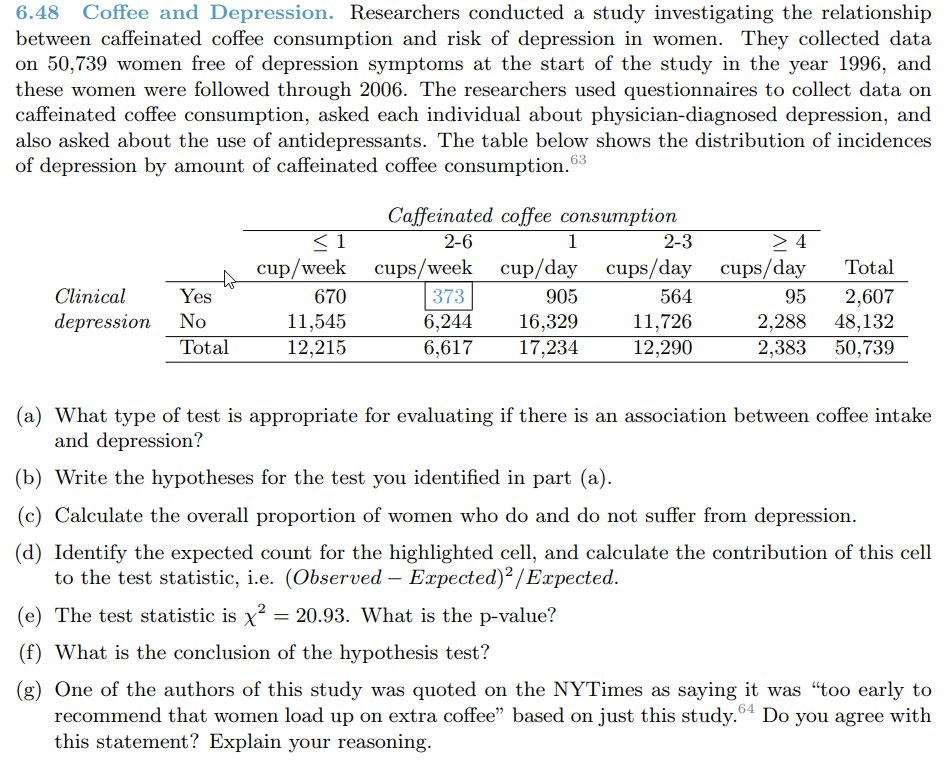 6.48 Coffee and Depression. Researchers conducted a study investigating the relationship
between caffeinated coffee consumption and risk of depression in women. They collected data
on 50,739 women free of depression symptoms at the start of the study in the year 1996, and
these women were followed through 2006. The researchers used questionnaires to collect data on
caffeinated coffee consumption, asked each individual about physician-diagnosed depression, and
also asked about the use of antidepressants. The table below shows the distribution of incidences
of depression by amount of caffeinated coffee consumption.63
Caffeinated coffee consumption
≤ 1 2-6 1 2-3 ≥ 4
cup/week cups/week cup/day cups/day cups/day Total
Clinical Yes 670 373 905 564 95 2,607
depression No 11,545 6,244 16,329 11,726 2,288 48,132
Total 12,215 6,617 17,234 12,290 2,383 50,739
(a) What type of test is appropriate for evaluating if there is an association between coffee intake
and depression?
(b) Write the hypotheses for the test you identified in part (a).
(c) Calculate the overall proportion of women who do and do not suffer from depression.
(d) Identify the expected count for the highlighted cell, and calculate the contribution of this cell
to the test statistic, i.e. (Observed − Expected)²/Expected.
(e) The test statistic is χ² = 20.93. What is the p-value?
(f) What is the conclusion of the hypothesis test?
(g) One of the authors of this study was quoted on the NYTimes as saying it was “too early to
recommend that women load up on extra coffee” based on just this study.64 Do you agree with
this statement? Explain your reasoning.